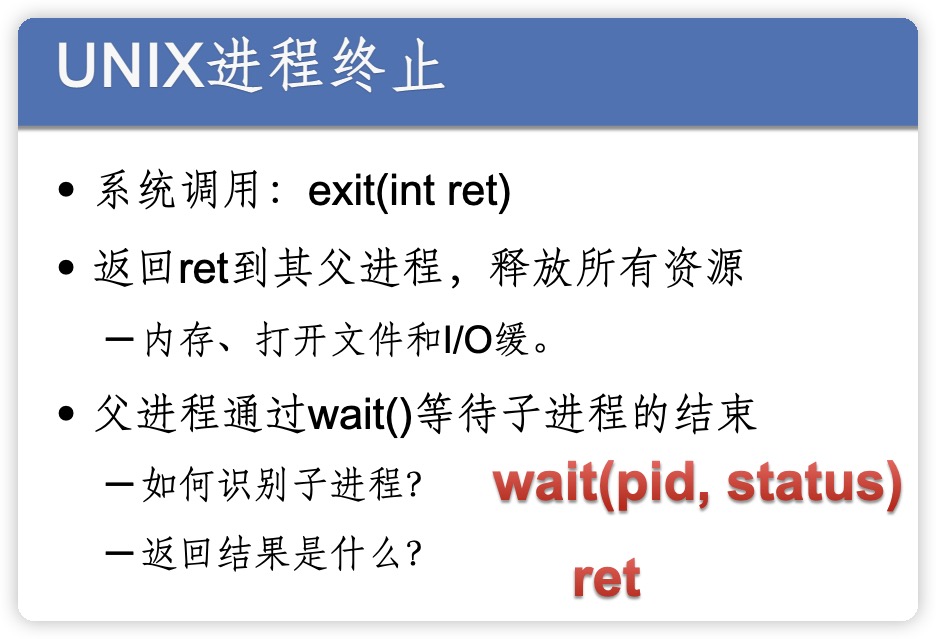 UNIX进程终止
• 系统调用：exit(int ret)
• 返回ret到其父进程，释放所有资源
– 内存、打开文件和I/O缓。
• 父进程通过wait()等待子进程的结束
– 如何识别子进程？ wait(pid, status)
– 返回结果是什么？ ret